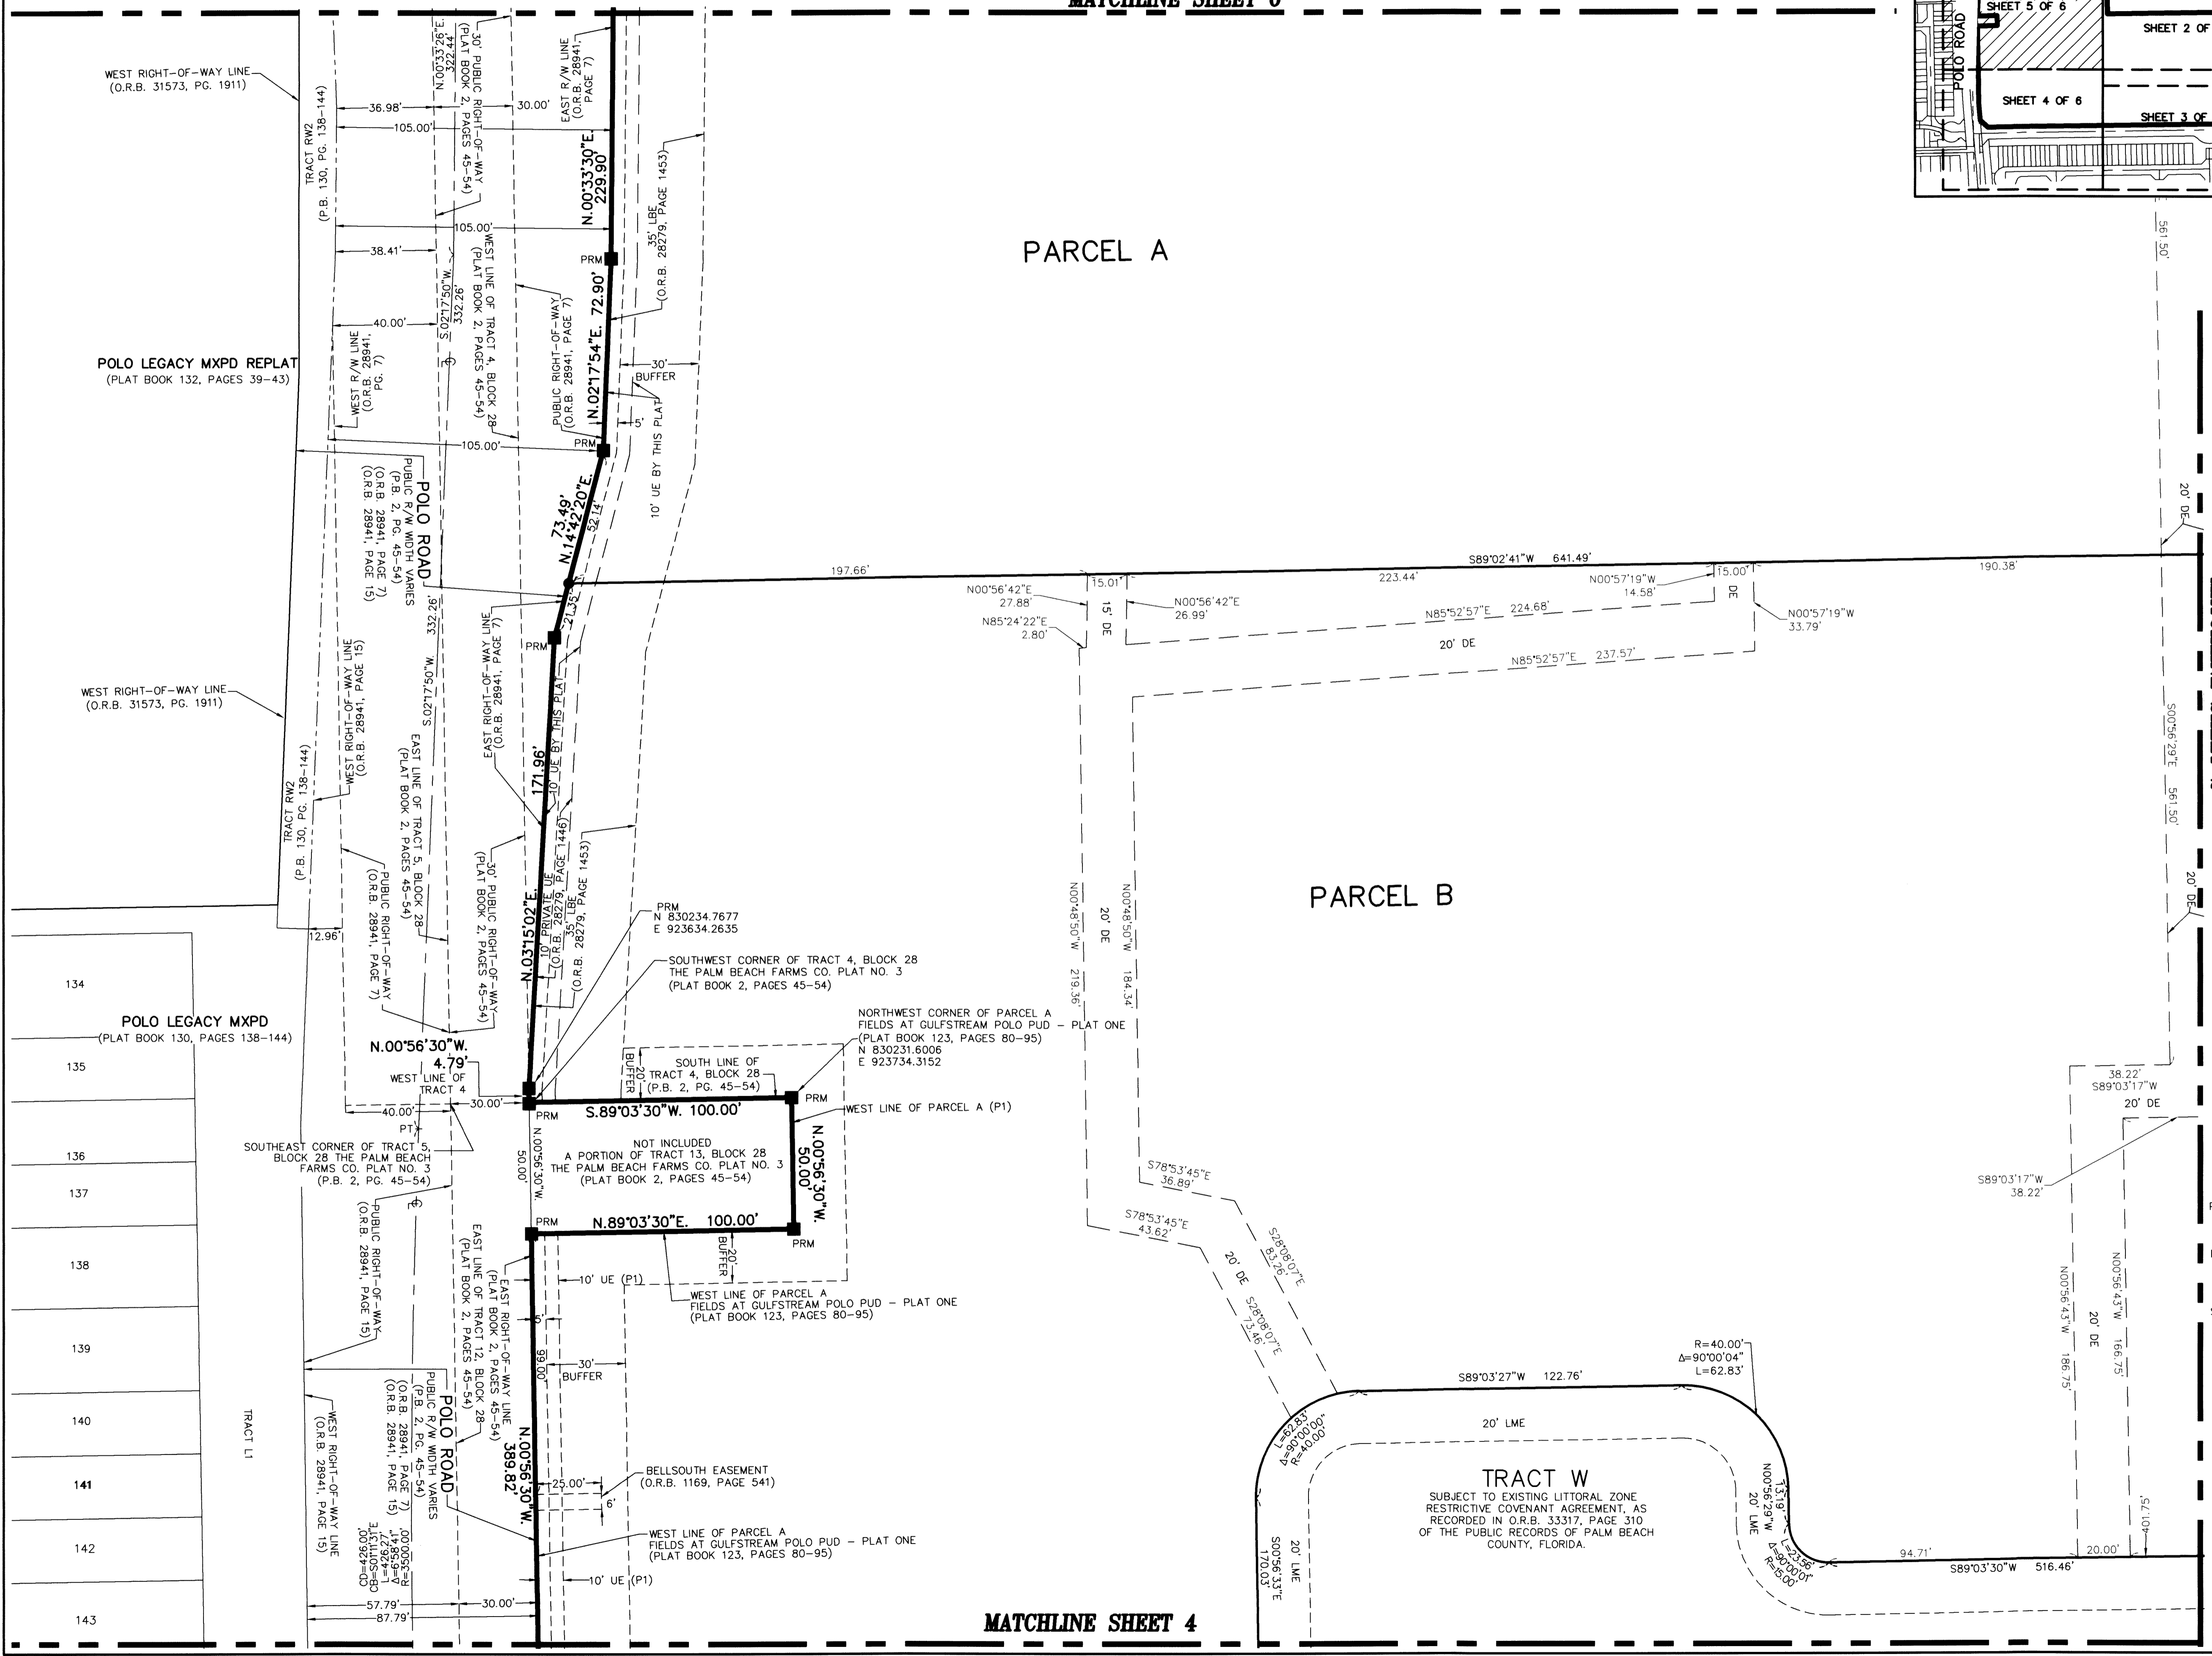 MATCHLINE SHEET 6
SHEET 5 OF 6
SHEET 2 OF
POLO ROAD
SHEET 4 OF 6
SHEET 3 OF
WEST RIGHT-OF-WAY LINE
(O.R.B. 31573, PG. 1911)
TRACT RW2
(P.B. 130, PG. 138-144)
N.00°33'26"E.
322.44'
30' PUBLIC RIGHT-OF-WAY
(PLAT BOOK 2, PAGES 45-54)
36.98'
30.00'
105.00'
EAST R/W LINE
(O.R.B. 28941,
PAGE 7)
N.00°33'30"E.
229.90'
35' LBE
(O.R.B. 28279, PAGE 1453)
105.00'
38.41'
PRM
PARCEL A
561.50'
S.02°17'50"W.
332.26'
WEST LINE OF TRACT 4, BLOCK 28
(PLAT BOOK 2, PAGES 45-54)
PUBLIC RIGHT-OF-WAY
(O.R.B. 28941, PAGE 7)
N.02°17'54"E. 72.90'
40.00'
WEST R/W LINE
(O.R.B. 28941,
PG. 7)
POLO LEGACY MXPD REPLAT
(PLAT BOOK 132, PAGES 39-43)
30'
BUFFER
5'
10' UE BY THIS PLAT
105.00'
PRM
POLO ROAD
PUBLIC R/W WIDTH VARIES
(P.B. 2, PG. 45-54)
(O.R.B. 28941, PAGE 7)
(O.R.B. 28941, PAGE 15)
73.49'
N.14°42'20"E.
52.14'
21.35'
20' DE
197.66'
S89°02'41"W 641.49'
15.01'
223.44'
15.00'
190.38'
N00°56'42"E
27.88'
15' DE
N00°56'42"E
26.99'
N00°57'19"W
14.58'
DE
N00°57'19"W
33.79'
N85°24'22"E
2.80'
N85°52'57"E 224.68'
20' DE
N85°52'57"E 237.57'
PRM
EAST RIGHT-OF-WAY LINE
(O.R.B. 28941, PAGE 7)
10' UE BY THIS PLAT
WEST RIGHT-OF-WAY LINE
(O.R.B. 28941, PAGE 15)
S.02°17'50"W. 332.26'
WEST RIGHT-OF-WAY LINE
(O.R.B. 31573, PG. 1911)
TRACT RW2
(P.B. 130, PG. 138-144)
EAST LINE OF TRACT 5, BLOCK 28
(PLAT BOOK 2, PAGES 45-54)
171.96'
N.03°15'02"E.
10' PRIVATE UE
(O.R.B. 28279, PAGE 1446)
35' LBE
(O.R.B. 28279, PAGE 1453)
S00°56'29"E 561.50'
20' DE
PARCEL B
N00°48'50"W 219.36'
20' DE
N00°48'50"W 184.34'
PUBLIC RIGHT-OF-WAY
(O.R.B. 28941, PAGE 7)
30' PUBLIC RIGHT-OF-WAY
(PLAT BOOK 2, PAGES 45-54)
12.96'
PRM
N 830234.7677
E 923634.2635
SOUTHWEST CORNER OF TRACT 4, BLOCK 28
THE PALM BEACH FARMS CO. PLAT NO. 3
(PLAT BOOK 2, PAGES 45-54)
134
POLO LEGACY MXPD
(PLAT BOOK 130, PAGES 138-144)
NORTHWEST CORNER OF PARCEL A
FIELDS AT GULFSTREAM POLO PUD - PLAT ONE
(PLAT BOOK 123, PAGES 80-95)
N 830231.6006
E 923734.3152
N.00°56'30"W.
4.79'
WEST LINE OF
TRACT 4
135
20'
BUFFER
SOUTH LINE OF
TRACT 4, BLOCK 28
(P.B. 2, PG. 45-54)
PRM
WEST LINE OF PARCEL A (P1)
40.00'
30.00'
PRM
S.89°03'30"W. 100.00'
PT
SOUTHEAST CORNER OF TRACT 5,
BLOCK 28 THE PALM BEACH
FARMS CO. PLAT NO. 3
(P.B. 2, PG. 45-54)
136
N.00°56'30"W.
50.00'
NOT INCLUDED
A PORTION OF TRACT 13, BLOCK 28
THE PALM BEACH FARMS CO. PLAT NO. 3
(PLAT BOOK 2, PAGES 45-54)
N.00°56'30"W.
50.00'
38.22'
S89°03'17"W
20' DE
S89°03'17"W
38.22'
137
PUBLIC RIGHT-OF-WAY
(O.R.B. 28941, PAGE 15)
PRM
N.89°03'30"E. 100.00'
PRM
20'
BUFFER
S78°53'45"E
36.89'
S78°53'45"E
43.62'
S28°08'07"E
83.26'
20' DE
S28°08'07"E
73.46'
138
10' UE (P1)
WEST LINE OF PARCEL A
FIELDS AT GULFSTREAM POLO PUD - PLAT ONE
(PLAT BOOK 123, PAGES 80-95)
EAST RIGHT-OF-WAY LINE
(PLAT BOOK 2, PAGES 45-54)
EAST LINE OF TRACT 12, BLOCK 28
(PLAT BOOK 2, PAGES 45-54)
5'
99.00'
30'
BUFFER
139
N00°56'43"W 186.75'
20' DE
N00°56'43"W 166.75'
R=40.00'
Δ=90°00'04"
L=62.83'
S89°03'27"W 122.76'
L=62.83'
Δ=90°00'00"
R=40.00'
20' LME
140
TRACT L1
WEST RIGHT-OF-WAY LINE
(O.R.B. 28941, PAGE 15)
POLO ROAD
PUBLIC R/W WIDTH VARIES
(P.B. 2, PG. 45-54)
(O.R.B. 28941, PAGE 7)
(O.R.B. 28941, PAGE 15)
N.00°56'30"W.
389.82'
141
25.00'
6'
BELLSOUTH EASEMENT
(O.R.B. 1169, PAGE 541)
TRACT W
SUBJECT TO EXISTING LITTORAL ZONE
RESTRICTIVE COVENANT AGREEMENT, AS
RECORDED IN O.R.B. 33317, PAGE 310
OF THE PUBLIC RECORDS OF PALM BEACH
COUNTY, FLORIDA.
13.19'
N00°56'29"W
20' LME
L=23.56'
Δ=90°00'01"
R=15.00'
401.75'
142
WEST LINE OF PARCEL A
FIELDS AT GULFSTREAM POLO PUD - PLAT ONE
(PLAT BOOK 123, PAGES 80-95)
94.71'
20.00'
S89°03'30"W 516.46'
10' UE (P1)
20' LME
S00°56'33"E
170.03'
57.79'
30.00'
87.79'
143
MATCHLINE SHEET 4